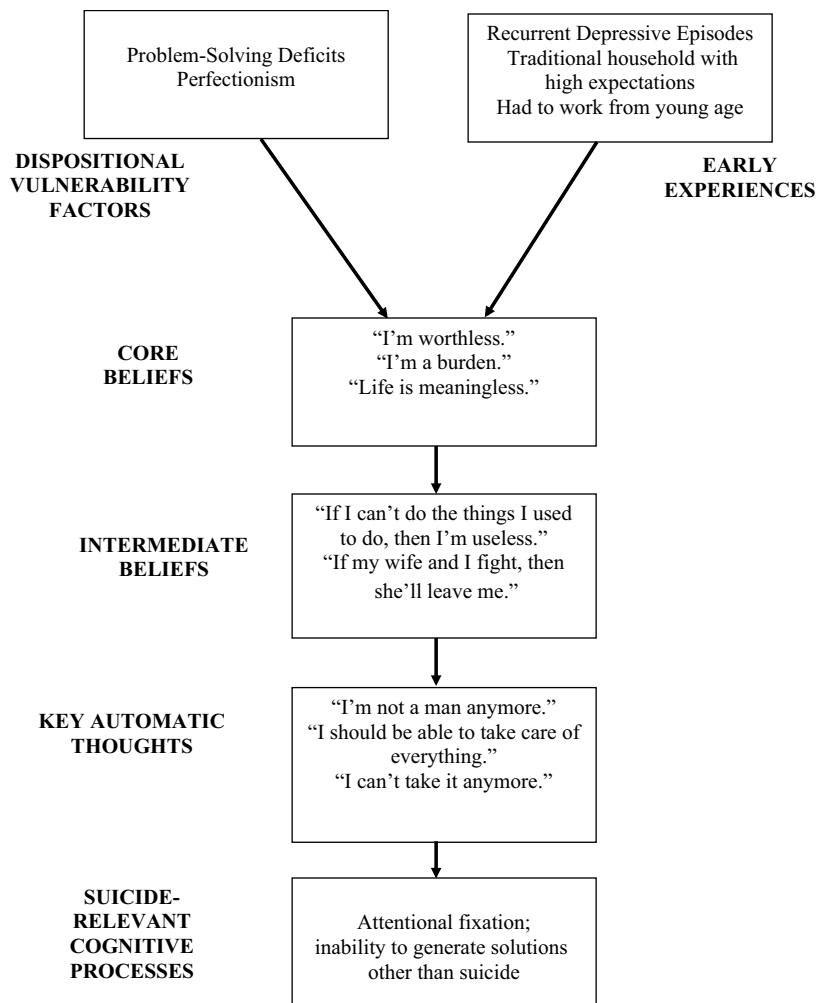 Problem-Solving Deficits
Perfectionism
Recurrent Depressive Episodes
Traditional household with
high expectations
Had to work from young age
DISPOSITIONAL
VULNERABILITY
FACTORS
EARLY
EXPERIENCES
CORE
BELIEFS
“I’m worthless.”
“I’m a burden.”
“Life is meaningless.”
INTERMEDIATE
BELIEFS
“If I can’t do the things I used
to do, then I’m useless.”
“If my wife and I fight, then
she’ll leave me.”
KEY AUTOMATIC
THOUGHTS
“I’m not a man anymore.”
“I should be able to take care of
everything.”
“I can’t take it anymore.”
SUICIDE-
RELEVANT
COGNITIVE
PROCESSES
Attentional fixation;
inability to generate solutions
other than suicide